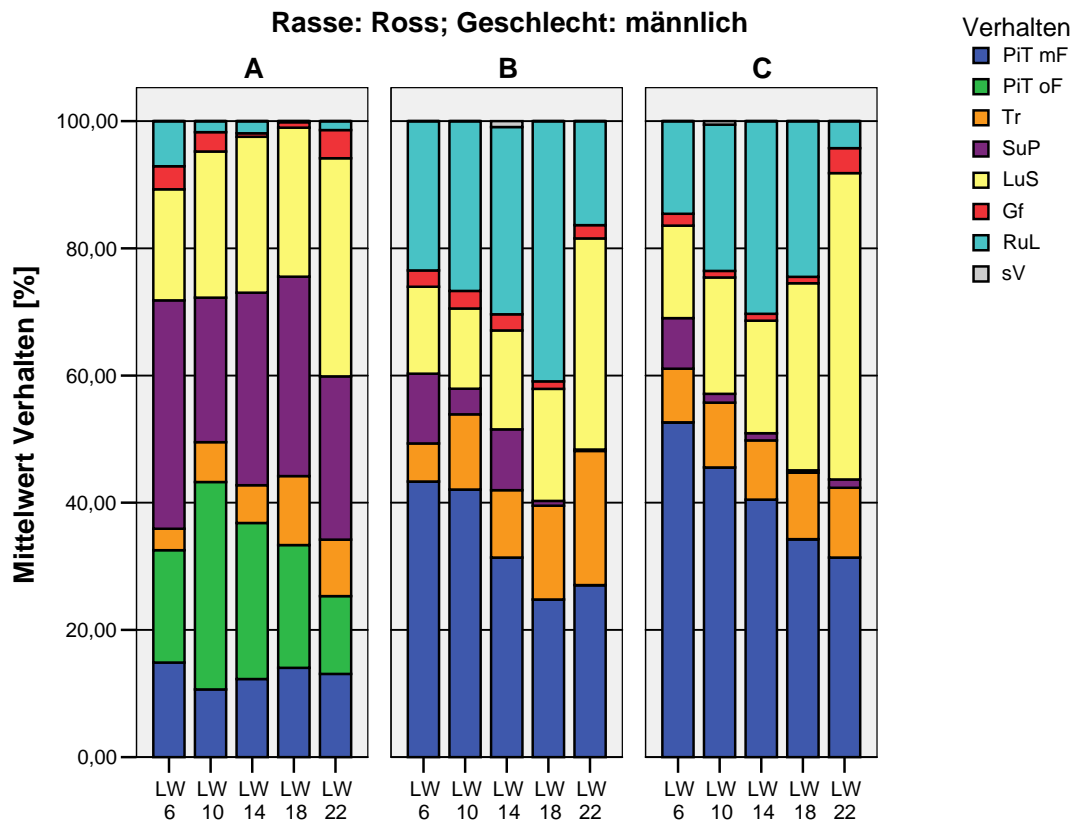 Rasse: Ross; Geschlecht: männlich
A B C
Verhalten
PiT mF
PiT oF
Tr
SuP
LuS
Gf
RuL
sV
Mittelwert Verhalten [%]
100,00
80,00
60,00
40,00
20,00
0,00
LW LW LW LW LW LW LW LW LW LW LW LW LW LW LW
6 10 14 18 22 6 10 14 18 22 6 10 14 18 22